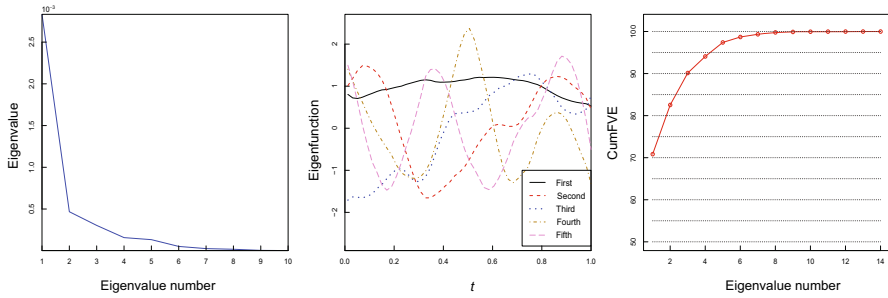 10⁻³
2.5
2.0
1.5
1.0
0.5
Eigenvalue
1 2 3 4 5 6 7 8 9 10
Eigenvalue number
2
1
0
−1
−2
Eigenfunction
First
Second
Third
Fourth
Fifth
0.0 0.2 0.4 0.6 0.8 1.0
t
100
90
80
70
60
50
CumFVE
2 4 6 8 10 12 14
Eigenvalue number